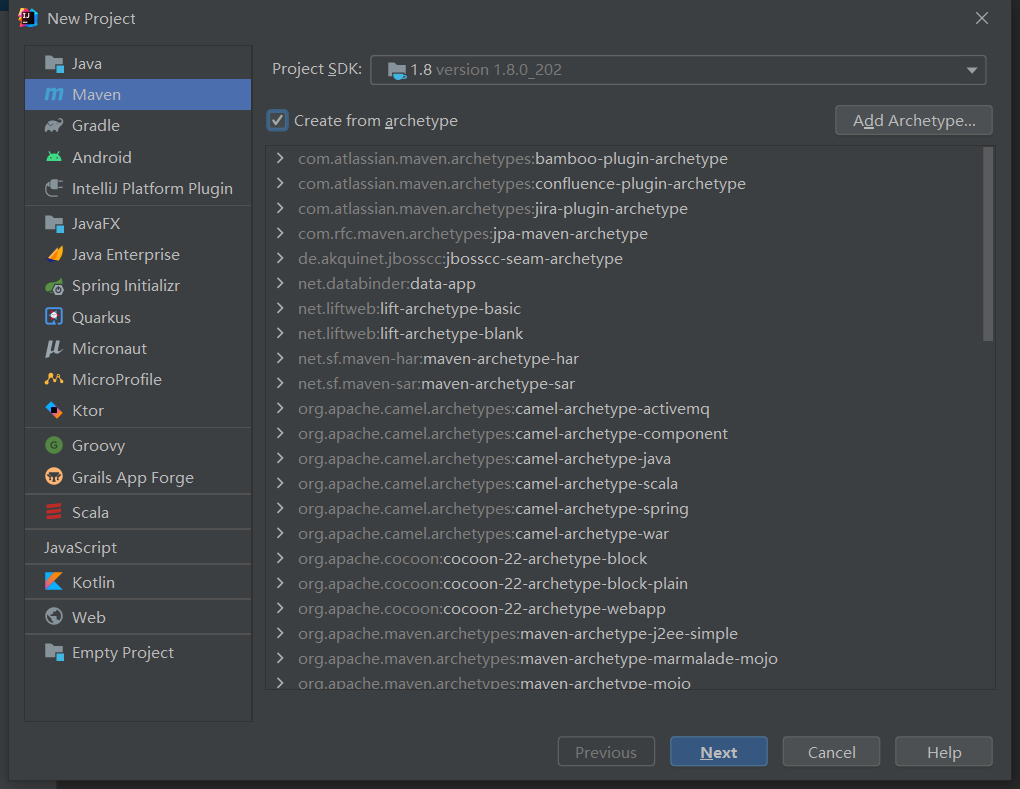 New Project
Java
Maven
Gradle
Android
IntelliJ Platform Plugin
JavaFX
Java Enterprise
Spring Initializr
Quarkus
Micronaut
MicroProfile
Ktor
Groovy
Grails App Forge
Scala
JavaScript
Kotlin
Web
Empty Project
Project SDK: 1.8 version 1.8.0_202
Create from archetype
Add Archetype...
com.atlassian.maven.archetypes:bamboo-plugin-archetype
com.atlassian.maven.archetypes:confluence-plugin-archetype
com.atlassian.maven.archetypes:jira-plugin-archetype
com.rfc.maven.archetypes:jpa-maven-archetype
de.akquinet.jbosscc:jbosscc-seam-archetype
net.databinder:data-app
net.liftweb:lift-archetype-basic
net.liftweb:lift-archetype-blank
net.sf.maven-har:maven-archetype-har
net.sf.maven-sar:maven-archetype-sar
org.apache.camel.archetypes:camel-archetype-activemq
org.apache.camel.archetypes:camel-archetype-component
org.apache.camel.archetypes:camel-archetype-java
org.apache.camel.archetypes:camel-archetype-scala
org.apache.camel.archetypes:camel-archetype-spring
org.apache.camel.archetypes:camel-archetype-war
org.apache.cocoon:cocoon-22-archetype-block
org.apache.cocoon:cocoon-22-archetype-block-plain
org.apache.cocoon:cocoon-22-archetype-webapp
org.apache.maven.archetypes:maven-archetype-j2ee-simple
org.apache.maven.archetypes:maven-archetype-marmalade-mojo
org.apache.maven.archetypes:maven-archetype-mojo
Previous
Next
Cancel
Help